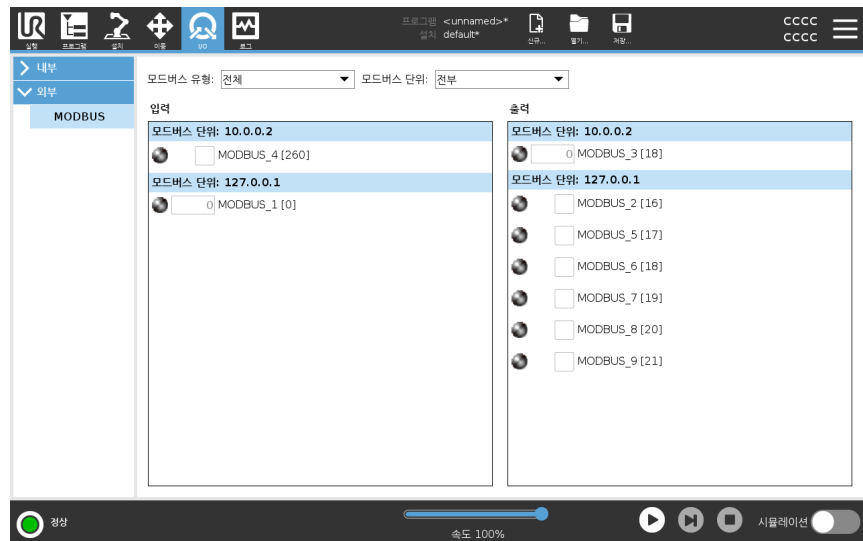 UR
실행
프로그램
설치
이동
I/O
로그
프로그램 <unnamed>*
설치 default*
신규...
열기...
저장...
CCCC
CCCC
내부
외부
MODBUS
모드버스 유형: 전체 모드버스 단위: 전부
입력
모드버스 단위: 10.0.0.2
MODBUS_4 [260]
모드버스 단위: 127.0.0.1
0 MODBUS_1 [0]
출력
모드버스 단위: 10.0.0.2
0 MODBUS_3 [18]
모드버스 단위: 127.0.0.1
MODBUS_2 [16]
MODBUS_5 [17]
MODBUS_6 [18]
MODBUS_7 [19]
MODBUS_8 [20]
MODBUS_9 [21]
정상
속도 100%
시뮬레이션